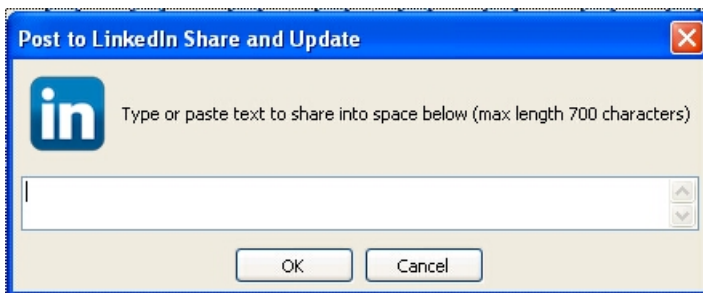 Post to LinkedIn Share and Update
in
Type or paste text to share into space below (max length 700 characters)
OK
Cancel